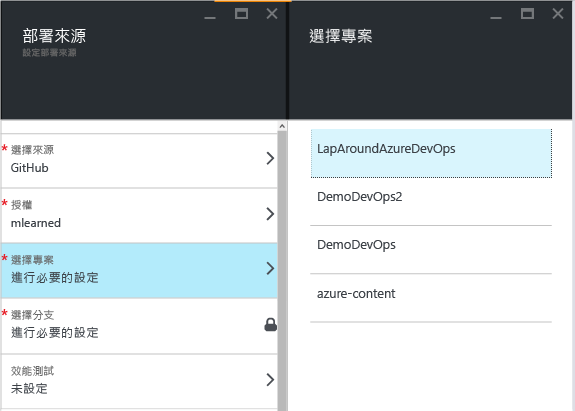 部署來源
設定部署來源
* 選擇來源
GitHub
* 授權
mlearned
* 選擇專案
進行必要的設定
* 選擇分支
進行必要的設定
效能測試
未設定
選擇專案
LapAroundAzureDevOps
DemoDevOps2
DemoDevOps
azure-content